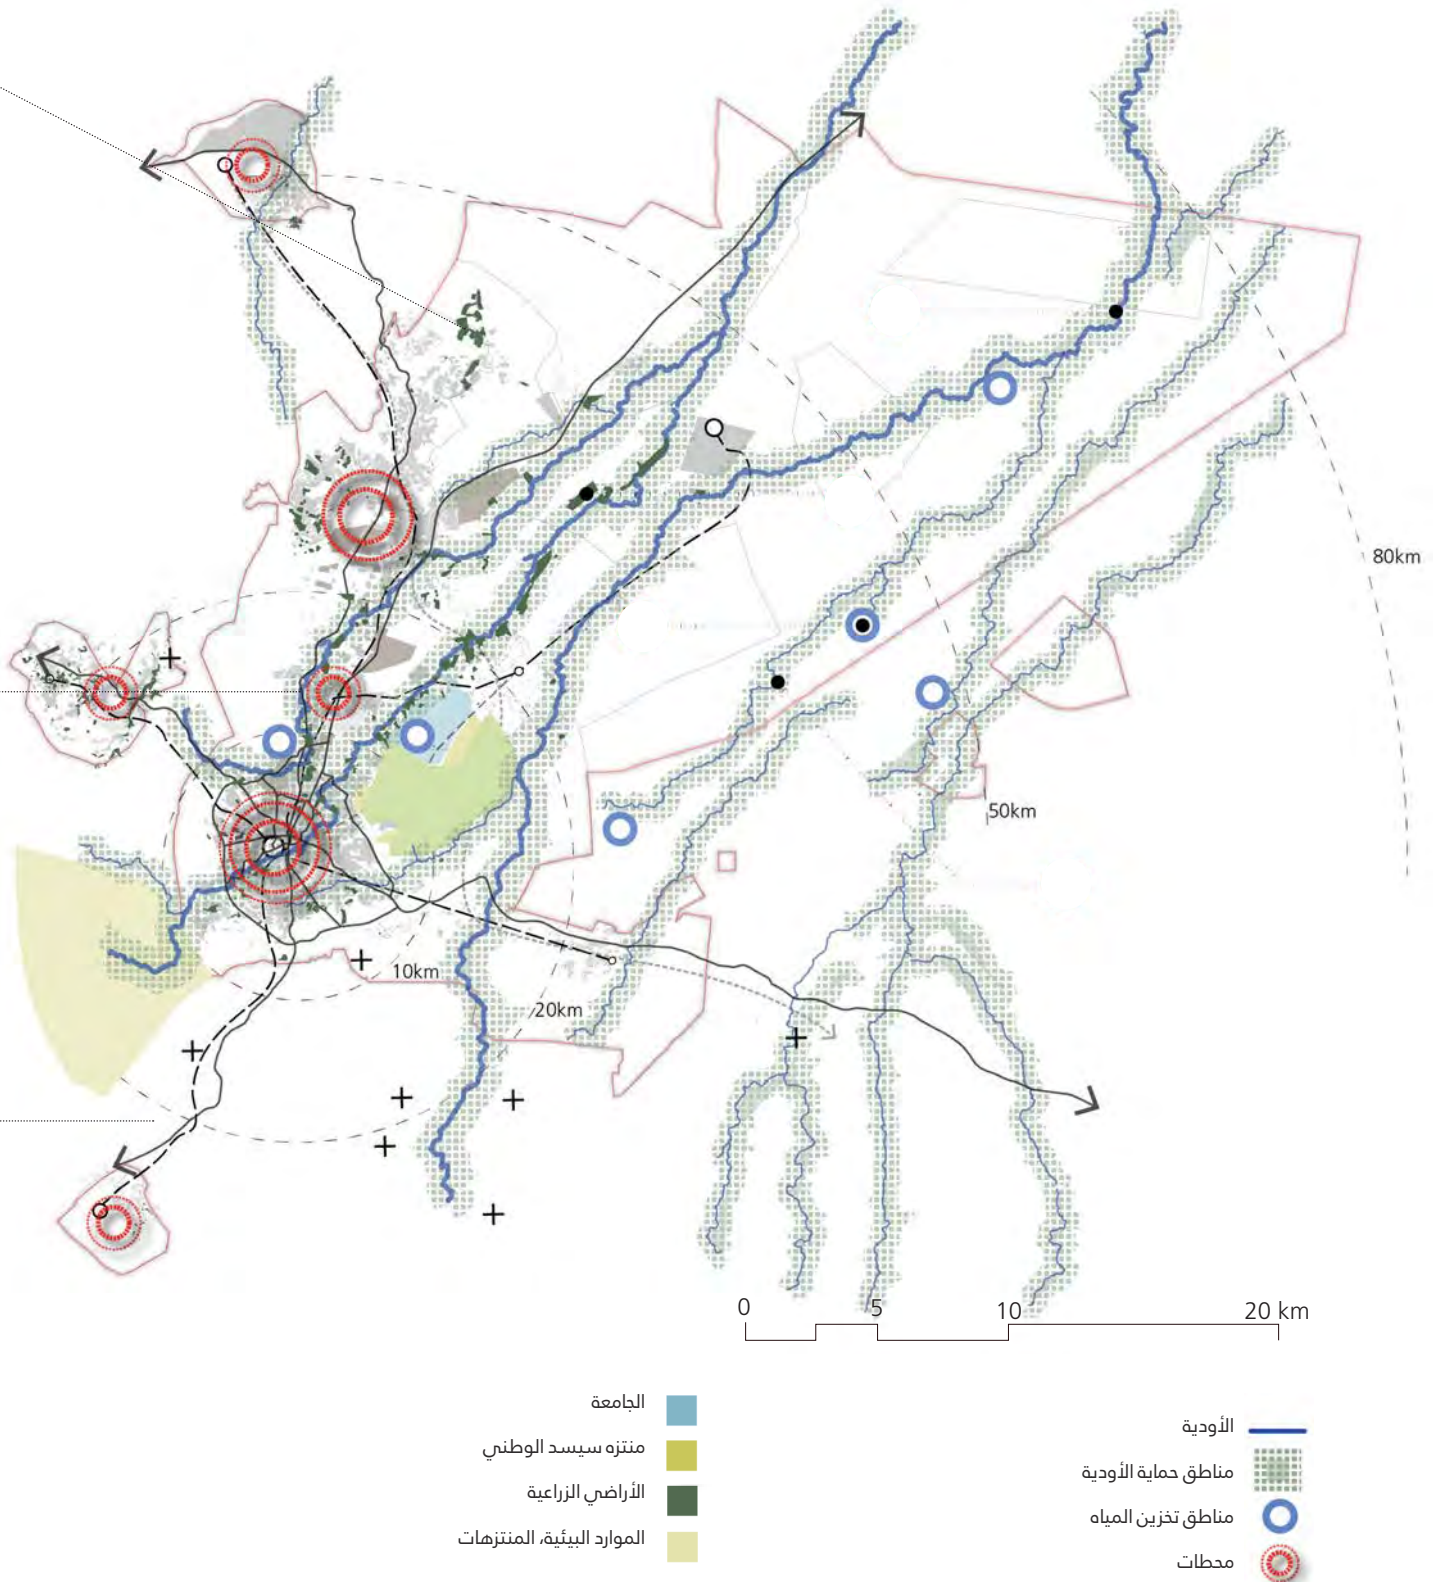 80km
50km
10km
20km
0 5 10 20 km
الجامعة
منتزه سيسد الوطني
الأراضي الزراعية
الموارد البيئية، المنتزهات
الأودية
مناطق حماية الأودية
مناطق تخزين المياه
محطات